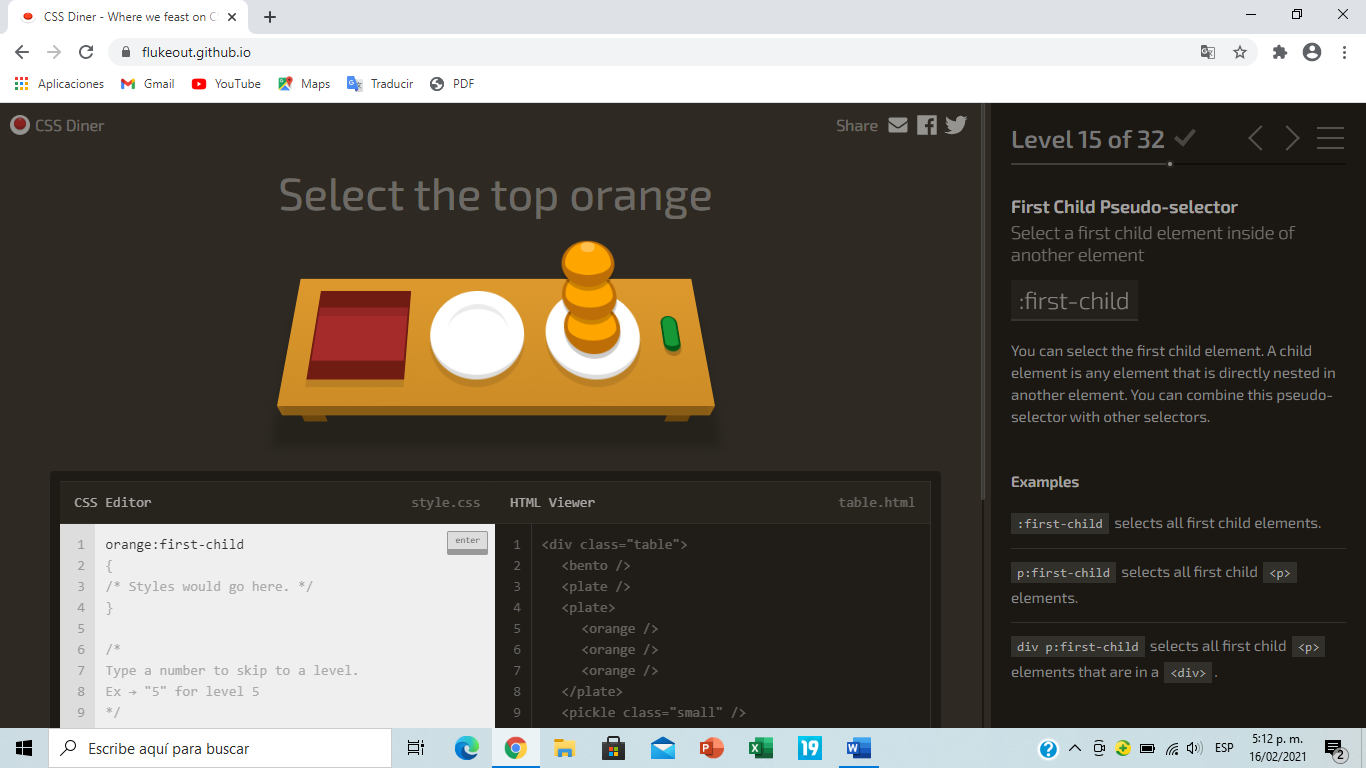 CSS Diner - Where we feast on C
flukeout.github.io
Aplicaciones Gmail YouTube Maps Traducir PDF
CSS Diner
Share
Select the top orange
CSS Editor style.css
1 orange:first-child
enter
2 {
3 /* Styles would go here. */
4 }
5
6 /*
7 Type a number to skip to a level.
8 Ex → "5" for level 5
9 */
HTML Viewer table.html
1 <div class="table">
2 <bento />
3 <plate />
4 <plate>
5 <orange />
6 <orange />
7 <orange />
8 </plate>
9 <pickle class="small" />
Level 15 of 32
First Child Pseudo-selector
Select a first child element inside of
another element
:first-child
You can select the first child element. A child
element is any element that is directly nested in
another element. You can combine this pseudo-
selector with other selectors.
Examples
:first-child selects all first child elements.
p:first-child selects all first child <p>
elements.
div p:first-child selects all first child <p>
elements that are in a <div> .
Escribe aquí para buscar
19
ESP
5:12 p. m.
16/02/2021
2